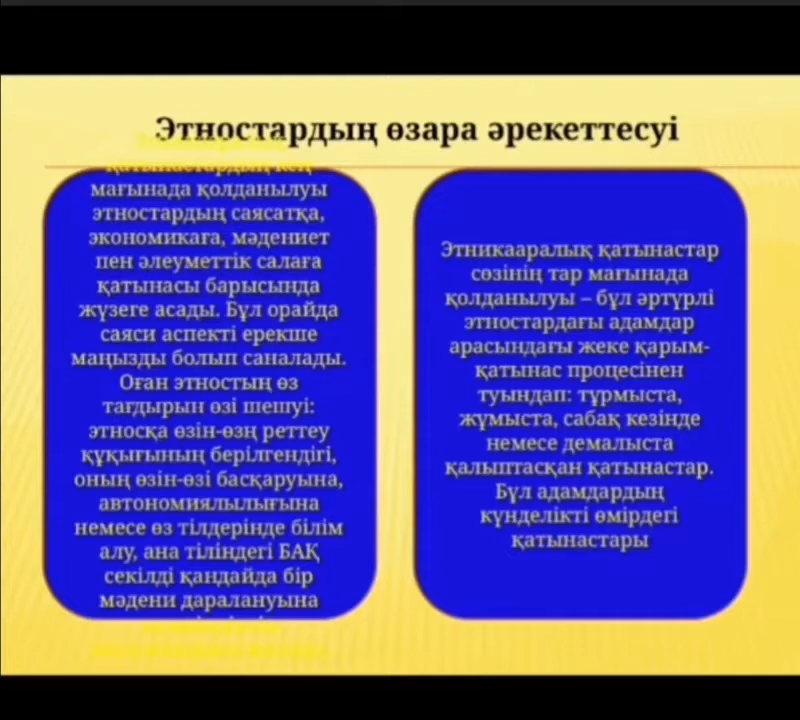 Этностардың өзара әрекеттесуі
қатынастардың кең
мағынада қолданылуы
этностардың саясатқа,
экономикаға, мәдениет
пен әлеуметтік салаға
қатынасы барысында
жүзеге асады. Бұл орайда
саяси аспекті ерекше
маңызды болып саналады.
Оған этностың өз
тағдырын өзі шешуі:
этносқа өзін-өзң реттеу
құқығының берілгендігі,
оның өзін-өзі басқаруына,
автономиялылығына
немесе өз тілдерінде білім
алу, ана тіліндегі БАҚ
секілді қандайда бір
мәдени даралануына
Этникааралық қатынастар
сөзінің тар мағынада
қолданылуы – бұл әртүрлі
этностардағы адамдар
арасындағы жеке қарым-
қатынас процесінен
туындап: тұрмыста,
жұмыста, сабақ кезінде
немесе демалыста
қалыптасқан қатынастар.
Бұл адамдардың
күнделікті өмірдегі
қатынастары